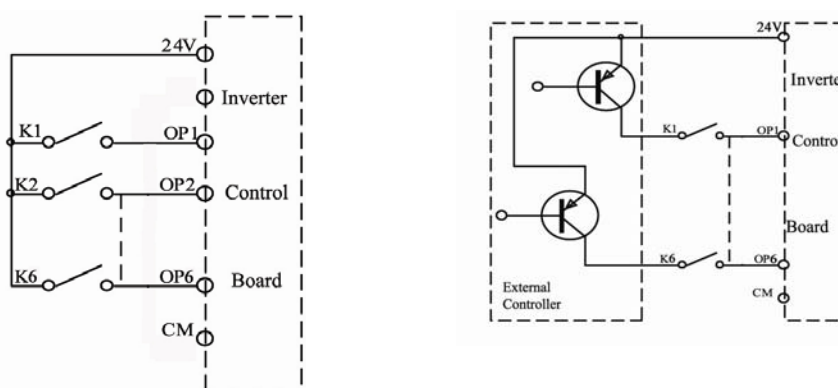 24V
Inverter
K1
OP1
K2
OP2
Control
K6
OP6
Board
CM
24V
Inverte
K1
OP1
Contro
Board
K6
OP6
External
Controller
CM